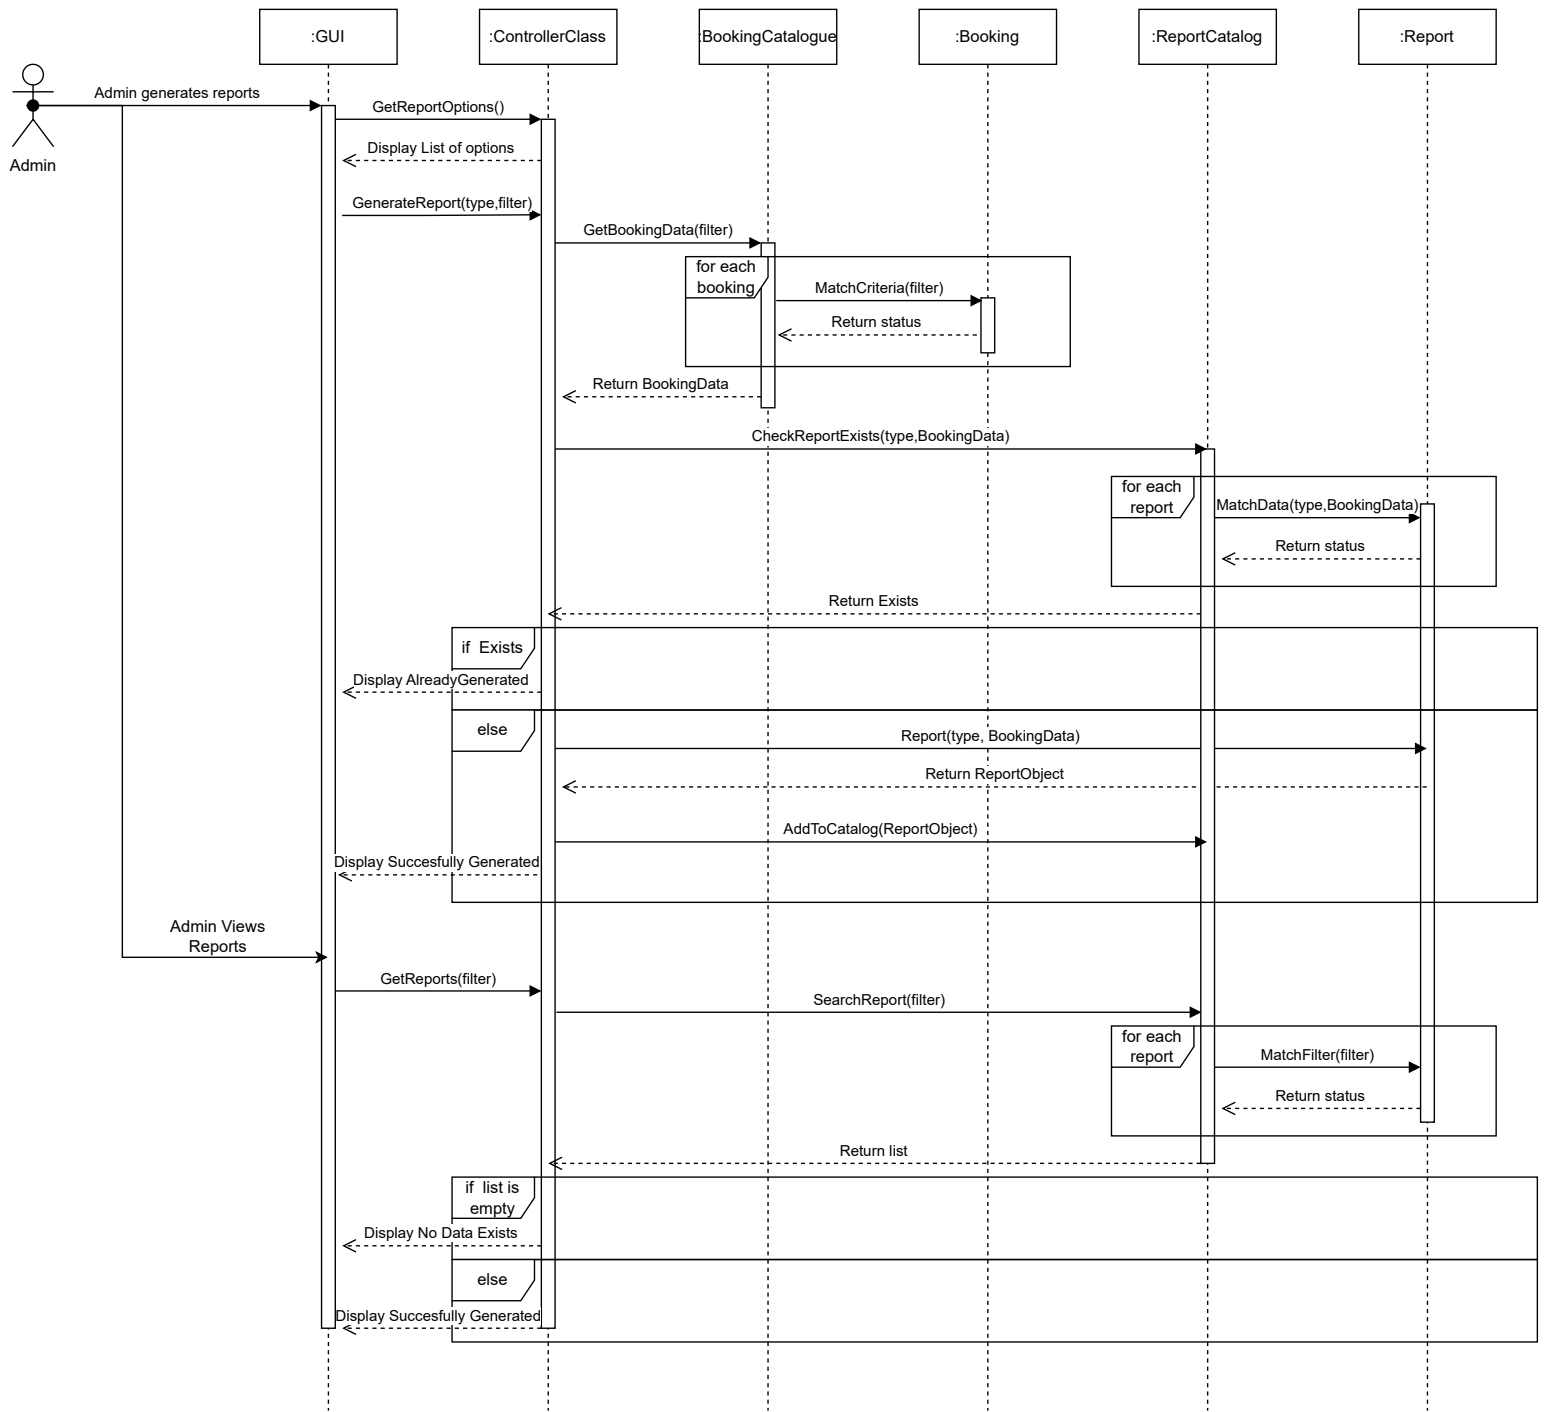 :GUI
:ControllerClass
:BookingCatalogue
:Booking
:ReportCatalog
:Report
Admin
Admin generates reports
GetReportOptions()
Display List of options
GenerateReport(type,filter)
GetBookingData(filter)
for each
booking
MatchCriteria(filter)
Return status
Return BookingData
CheckReportExists(type,BookingData)
for each
report
MatchData(type,BookingData)
Return status
Return Exists
if  Exists
Display AlreadyGenerated
else
Report(type, BookingData)
Return ReportObject
AddToCatalog(ReportObject)
Display Succesfully Generated
Admin Views
Reports
GetReports(filter)
SearchReport(filter)
for each
report
MatchFilter(filter)
Return status
Return list
if  list is
empty
Display No Data Exists
else
Display Succesfully Generated